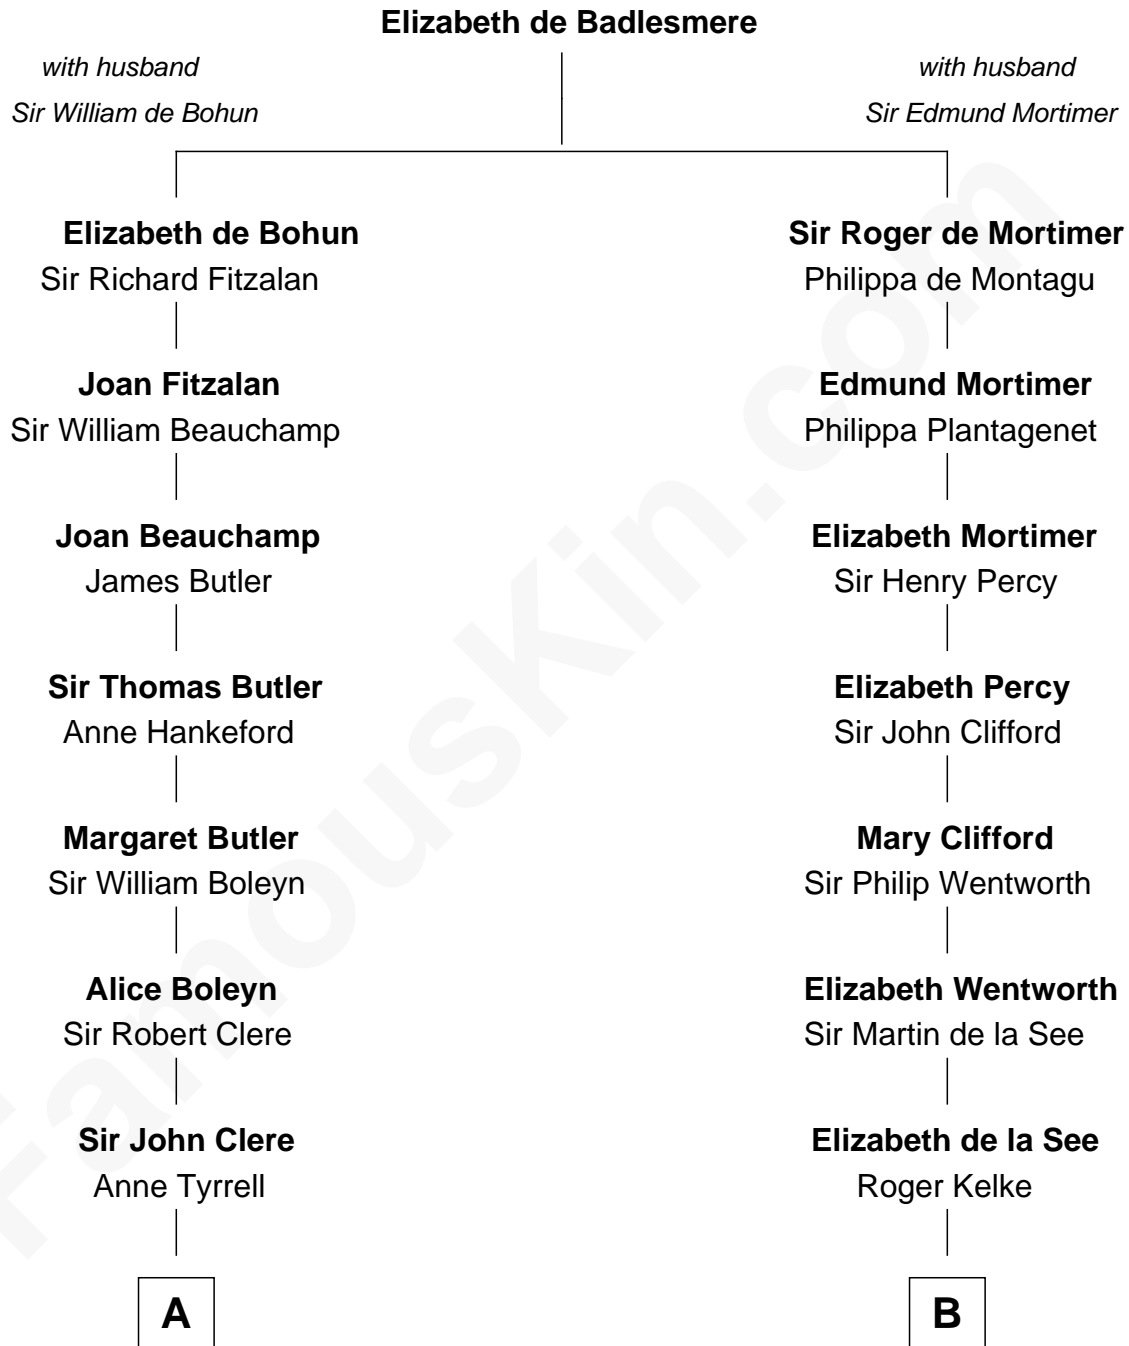 Elizabeth de Badlesmere
with husband
Sir William de Bohun
with husband
Sir Edmund Mortimer
Elizabeth de Bohun
Sir Richard Fitzalan
Sir Roger de Mortimer
Philippa de Montagu
Joan Fitzalan
Sir William Beauchamp
Edmund Mortimer
Philippa Plantagenet
Joan Beauchamp
James Butler
Elizabeth Mortimer
Sir Henry Percy
Sir Thomas Butler
Anne Hankeford
Elizabeth Percy
Sir John Clifford
Margaret Butler
Sir William Boleyn
Mary Clifford
Sir Philip Wentworth
Alice Boleyn
Sir Robert Clere
Elizabeth Wentworth
Sir Martin de la See
Sir John Clere
Anne Tyrrell
Elizabeth de la See
Roger Kelke
A
B
FamousKin.com